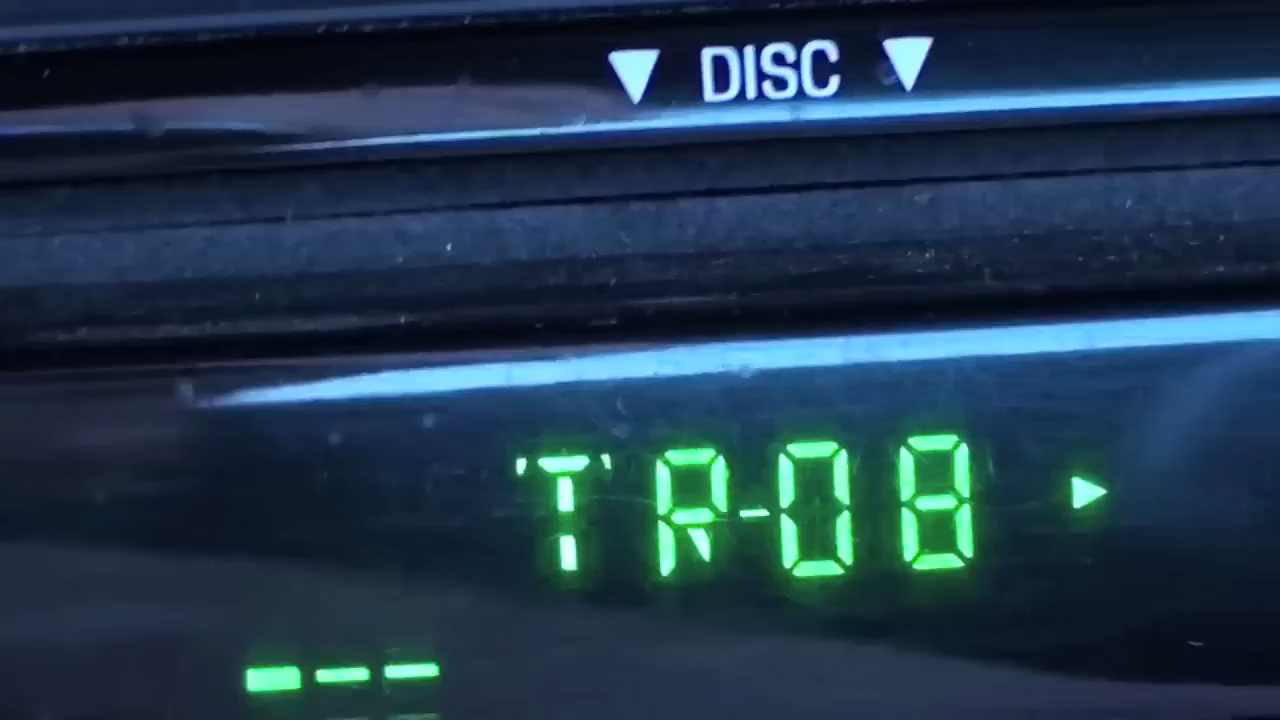 ▼ DISC ▼
TR-08 ▶
---